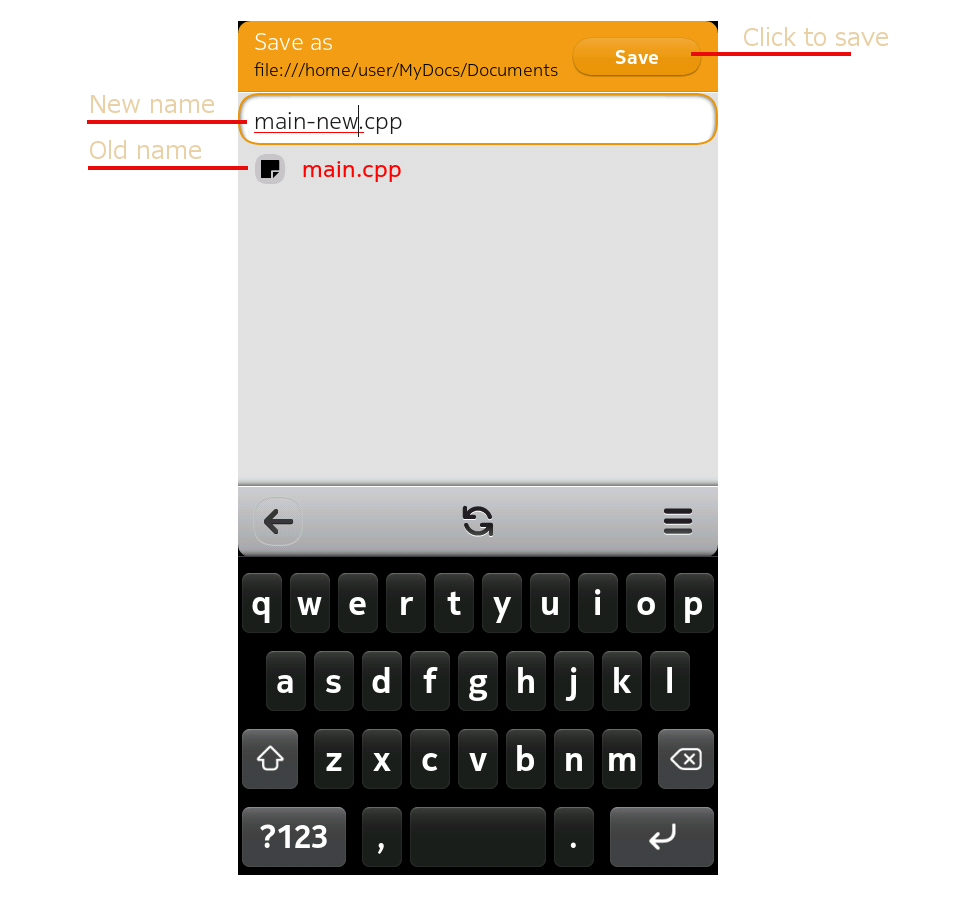 Save as
file:///home/user/MyDocs/Documents
Save
Click to save
New name
main-new.cpp
Old name
main.cpp
q w e r t y u i o p
a s d f g h j k l
z x c v b n m
?123 , .